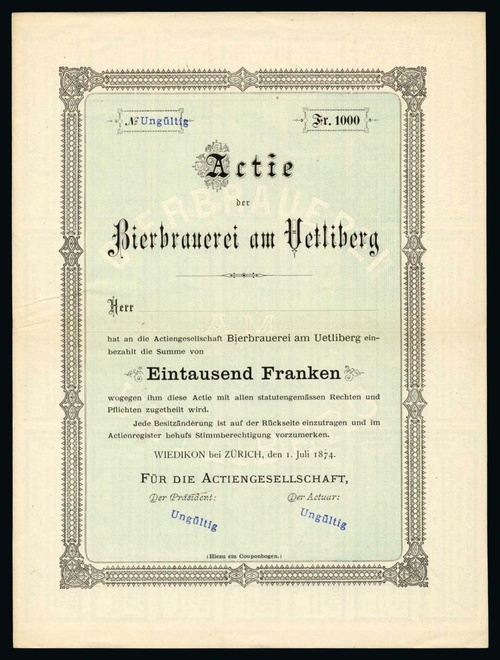 № Ungültig
Fr. 1000
Actie
der
Bierbrauerei am Uetliberg
Herr
hat an die Actiengesellschaft Bierbrauerei am Uetliberg ein-
bezahlt die Summe von
Eintausend Franken
wogegen ihm diese Actie mit allen statutengemässen Rechten und
Pflichten zugetheilt wird.
Jede Besitzänderung ist auf der Rückseite einzutragen und im
Actienregister behufs Stimmberechtigung vorzumerken.
WIEDIKON bei ZÜRICH, den 1. Juli 1874.
FÜR DIE ACTIENGESELLSCHAFT,
Der Präsident: Der Actuar:
Ungültig Ungültig
(Hiezu ein Couponbogen.)